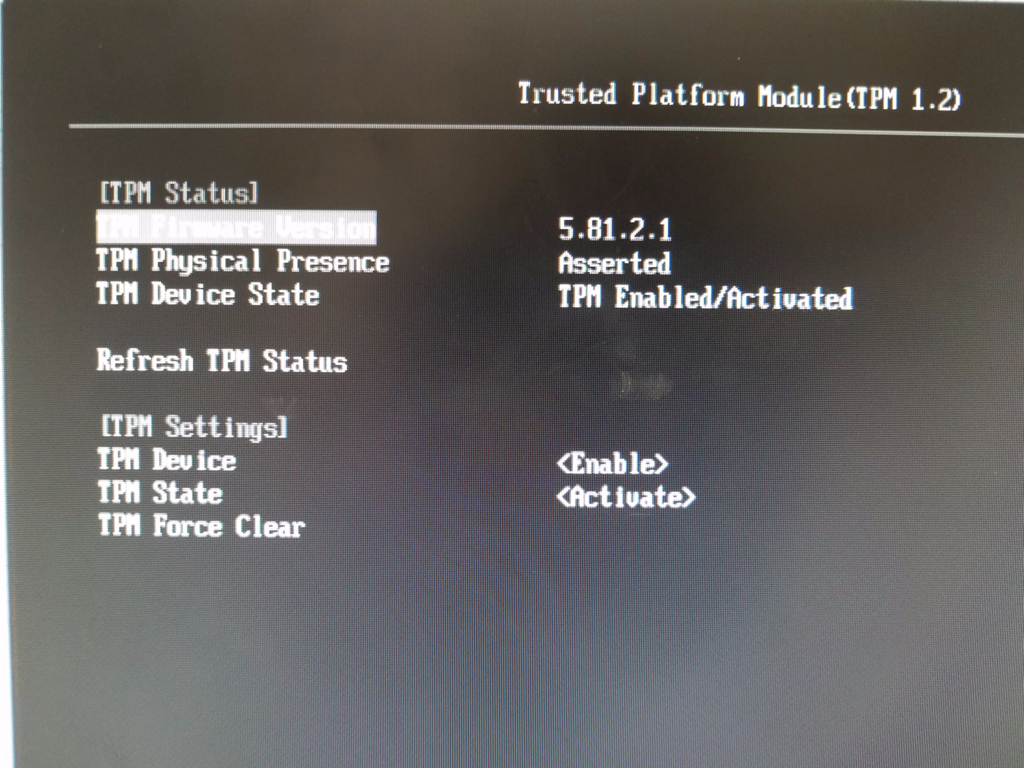 Trusted Platform Module(TPM 1.2)
[TPM Status]
TPM Firmware Version 5.81.2.1
TPM Physical Presence Asserted
TPM Device State TPM Enabled/Activated
Refresh TPM Status
[TPM Settings]
TPM Device <Enable>
TPM State <Activate>
TPM Force Clear